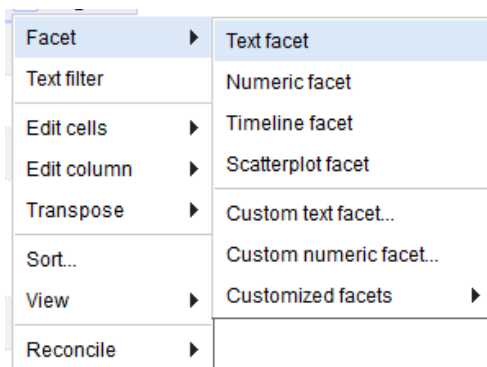 Facet
Text filter
Edit cells
Edit column
Transpose
Sort...
View
Reconcile
Text facet
Numeric facet
Timeline facet
Scatterplot facet
Custom text facet...
Custom numeric facet...
Customized facets